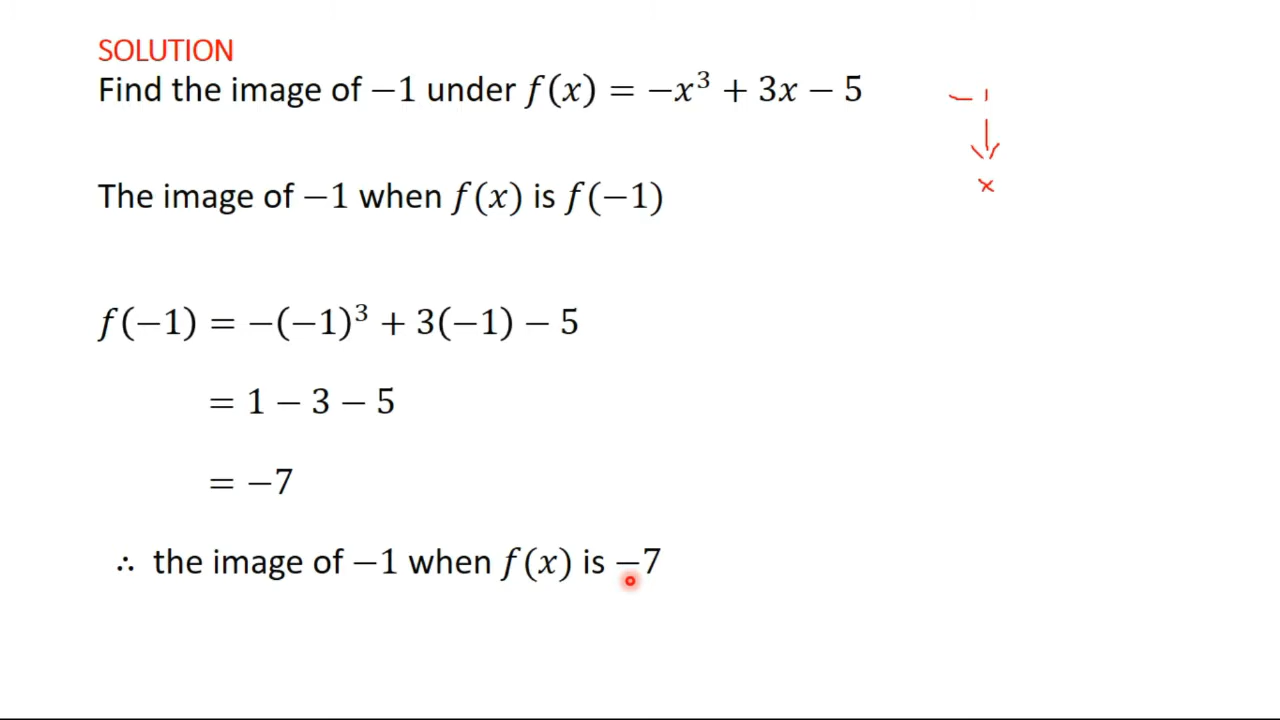 SOLUTION
Find the image of −1 under f(x) = −x³ + 3x − 5
− 1
x
The image of −1 when f(x) is f(−1)
f(−1) = −(−1)³ + 3(−1) − 5
= 1 − 3 − 5
= −7
∴ the image of −1 when f(x) is −7